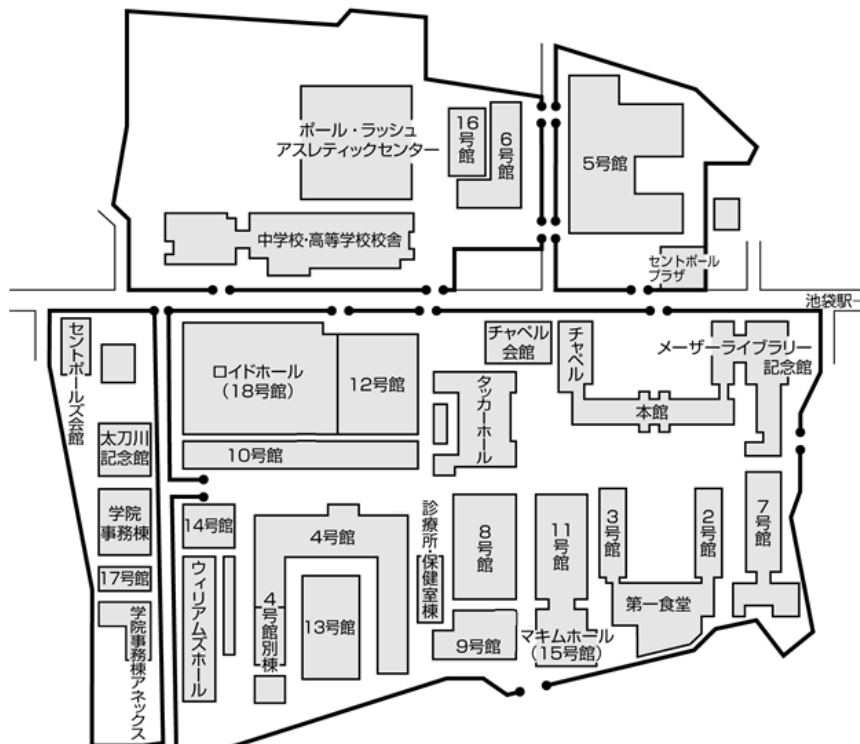 ポール・ラッシュ
アスレティックセンター
16号館
6号館
5号館
中学校・高等学校校舎
セントポール
プラザ
池袋駅
セントポールズ会館
ロイドホール
(18号館)
12号館
チャペル
会館
チャペル
メーザーライブラリー
記念館
本館
タッカーホール
太刀川
記念館
10号館
学院
事務棟
14号館
4号館
診療所・保健室棟
8号館
11号館
3号館
2号館
7号館
17号館
ウィリアムズホール
4号館別棟
13号館
9号館
マキムホール
(15号館)
第一食堂
学院事務棟アネックス